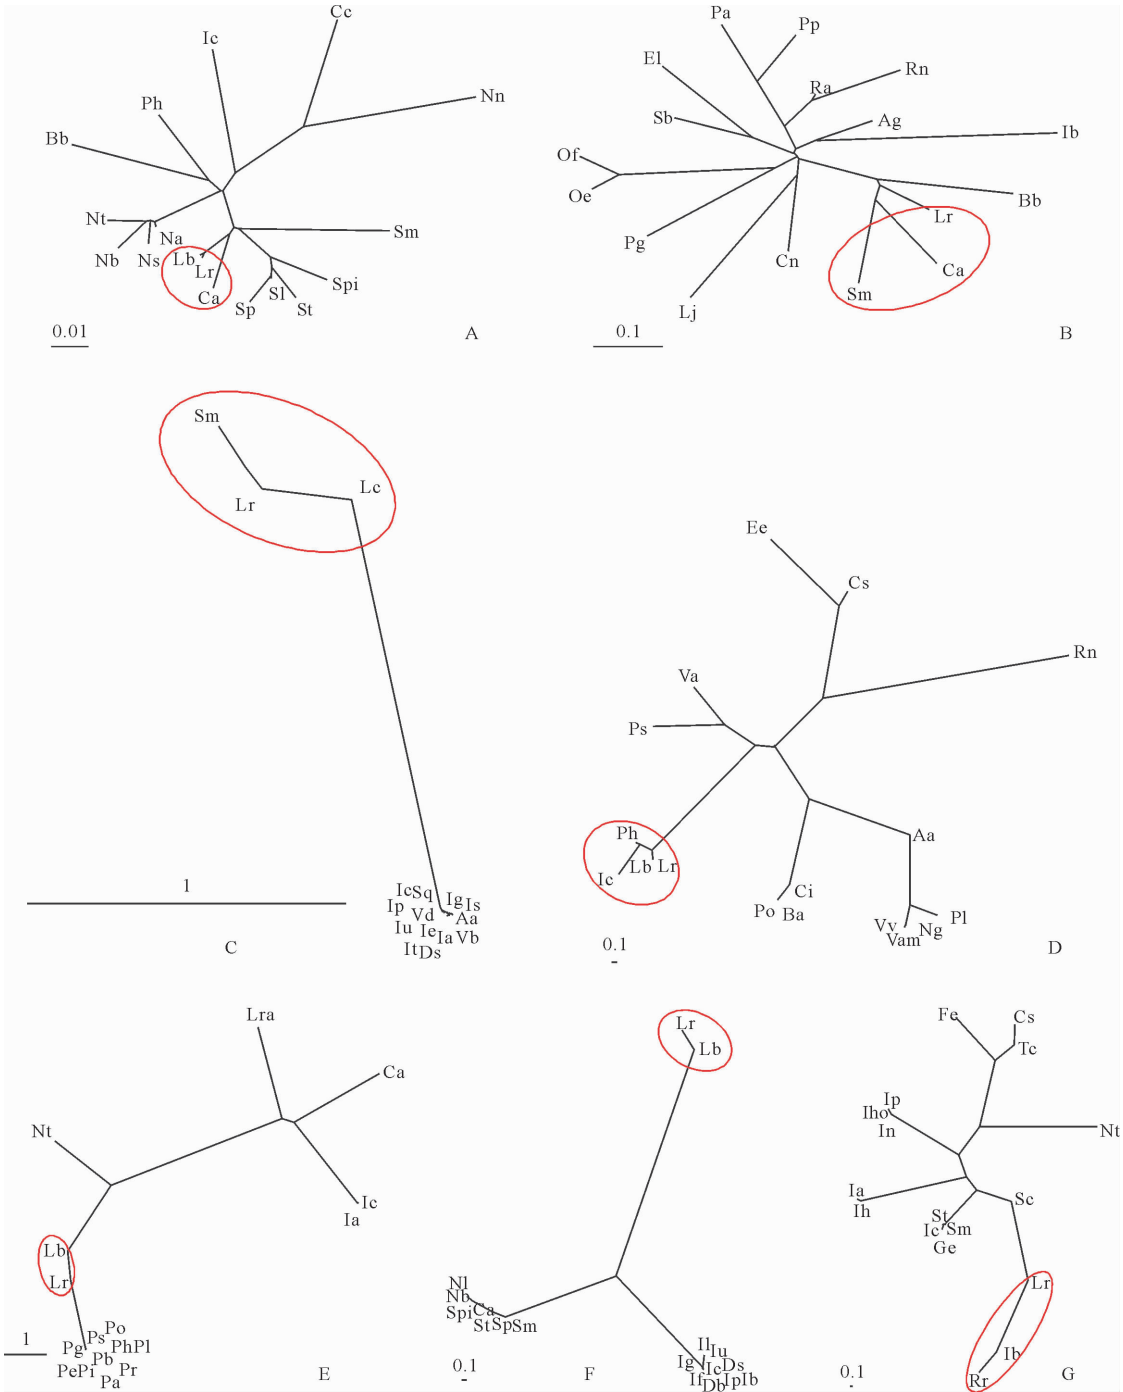 Cc
Ic
Ph
Nn
Bb
Nt
Na
Nb
Ns
Lb
Lr
Ca
Sm
Spi
Sl
Sp
St
0.01
A
Pa
Pp
El
Rn
Ra
Sb
Ag
Ib
Of
Oe
Bb
Lr
Pg
Cn
Ca
Sm
Lj
0.1
B
Sm
Lc
Lr
1
Ic Sq
Ig Is
Ip
Vd
Aa
Iu
Ie
Ia
Vb
It Ds
C
Ee
Cs
Rn
Va
Ps
Ph
Lb
Lr
Ic
Aa
Ci
Po
Ba
Pl
Vv
Ng
Vam
0.1
D
Lra
Ca
Nt
Ic
Ia
Lb
Lr
Po
Ps
Pg
Ph Pl
Pb
Pe Pi
Pr
Pa
1
E
Lr
Lb
Nl
Nb
Spi
Ca
St
Sp
Sm
Il
Iu
Ig
Ic
Ds
If
Ip
Ib
Db
0.1
F
Fe
Cs
Tc
Ip
Iho
In
Nt
Ia
Ih
Sc
St
Ic
Sm
Ge
Lr
Ib
Rr
0.1
G